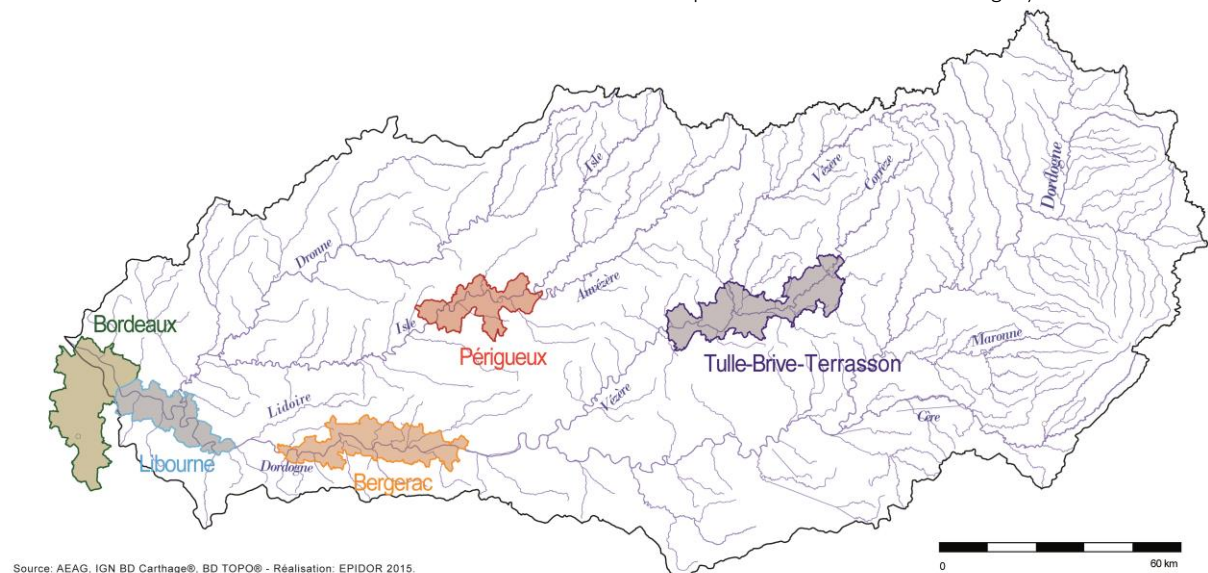 Isle
Vézère
Corrèze
Dordogne
Dronne
Auvézère
Bordeaux
Isle
Périgueux
Tulle-Brive-Terrasson
Maronne
Lidoire
Vézère
Cère
Libourne
Dordogne
Bergerac
0
60 km
Source: AEAG, IGN BD Carthage®, BD TOPO® - Réalisation: EPIDOR 2015.